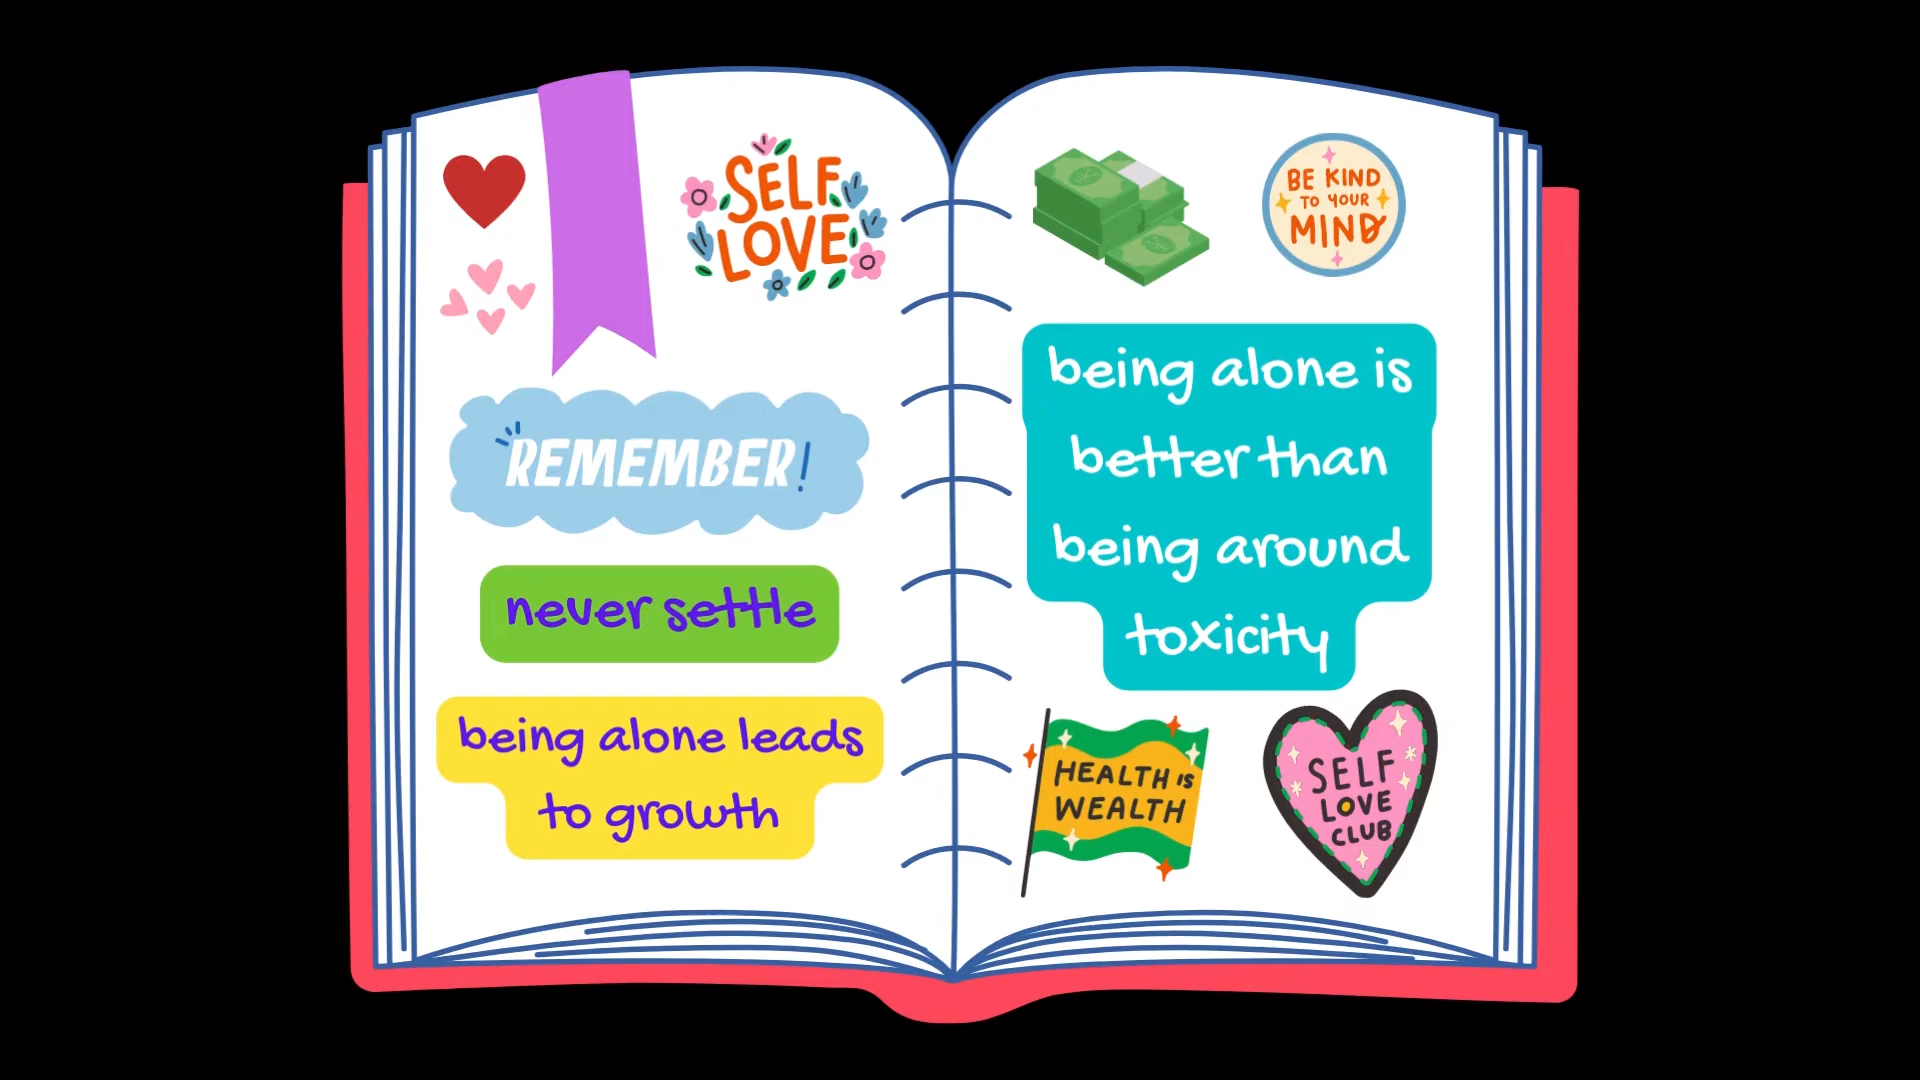 SELF
LOVE
REMEMBER!
never settle
being alone leads
to growth
BE KIND
TO YOUR
MIND
being alone is
better than
being around
toxicity
HEALTH IS
WEALTH
SELF
LOVE
CLUB